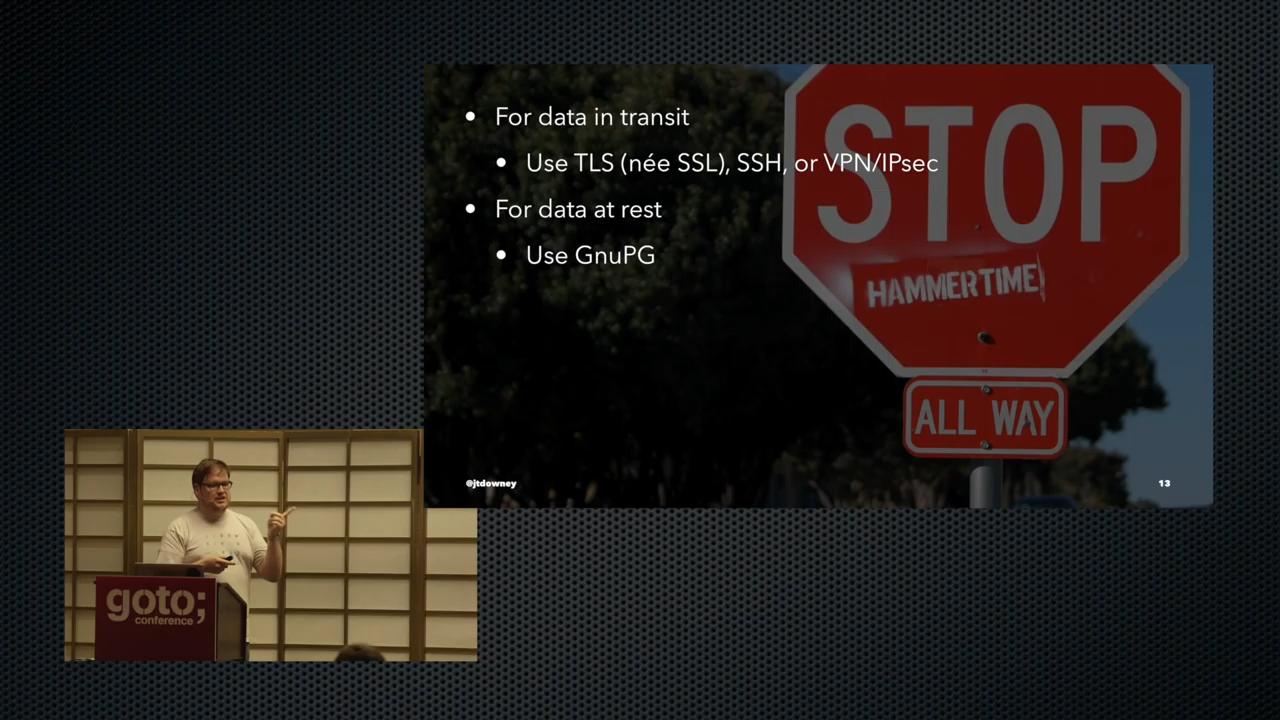 • For data in transit
• Use TLS (née SSL), SSH, or VPN/IPsec
• For data at rest
• Use GnuPG
STOP
HAMMERTIME!
ALL WAY
@jtdowney
13
goto;
conference